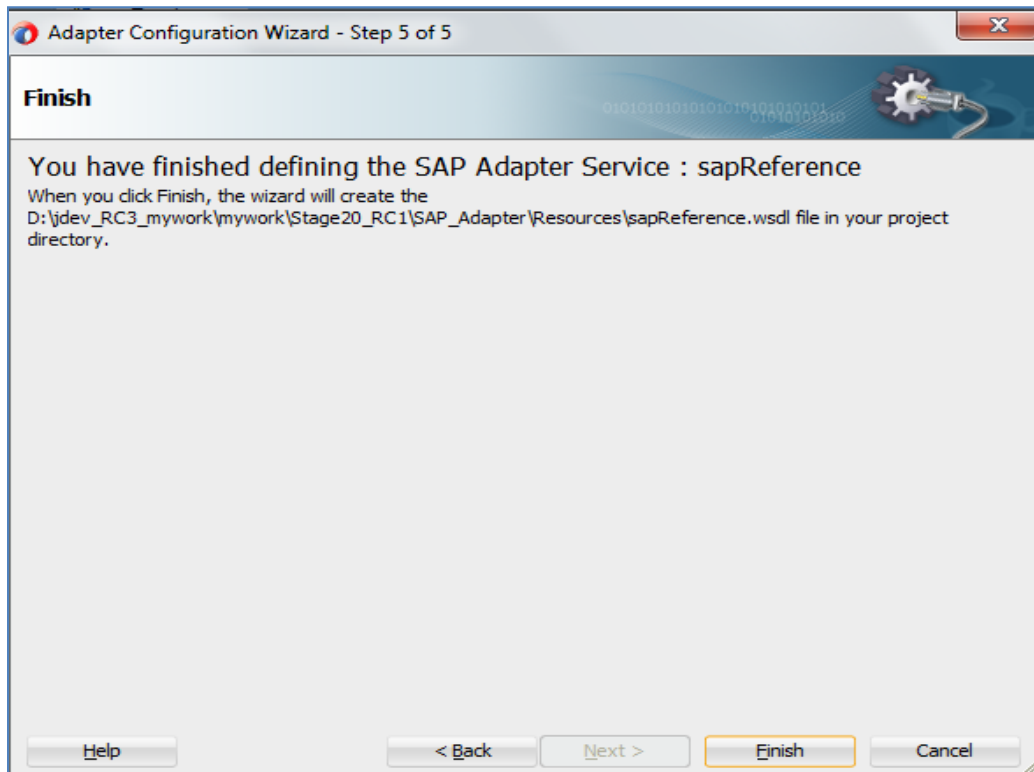 Adapter Configuration Wizard - Step 5 of 5
X
Finish
0101010101010101010101010101
01010101010
You have finished defining the SAP Adapter Service : sapReference
When you click Finish, the wizard will create the
D:\jdev_RC3_mywork\mywork\Stage20_RC1\SAP_Adapter\Resources\sapReference.wsdl file in your project
directory.
Help
< Back
Next >
Finish
Cancel